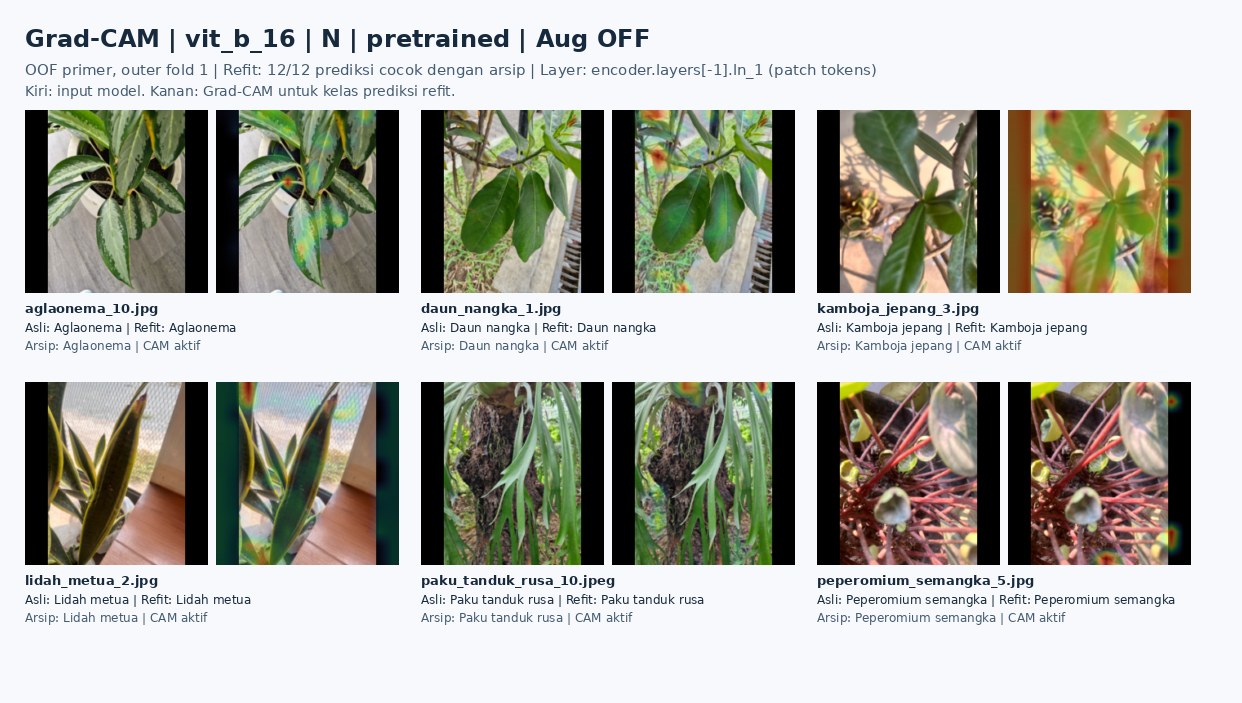 Grad-CAM | vit_b_16 | N | pretrained | Aug OFF
OOF primer, outer fold 1 | Refit: 12/12 prediksi cocok dengan arsip | Layer: encoder.layers[-1].ln_1 (patch tokens)
Kiri: input model. Kanan: Grad-CAM untuk kelas prediksi refit.
aglaonema_10.jpg
Asli: Aglaonema | Refit: Aglaonema
Arsip: Aglaonema | CAM aktif
daun_nangka_1.jpg
Asli: Daun nangka | Refit: Daun nangka
Arsip: Daun nangka | CAM aktif
kamboja_jepang_3.jpg
Asli: Kamboja jepang | Refit: Kamboja jepang
Arsip: Kamboja jepang | CAM aktif
lidah_metua_2.jpg
Asli: Lidah metua | Refit: Lidah metua
Arsip: Lidah metua | CAM aktif
paku_tanduk_rusa_10.jpeg
Asli: Paku tanduk rusa | Refit: Paku tanduk rusa
Arsip: Paku tanduk rusa | CAM aktif
peperomium_semangka_5.jpg
Asli: Peperomium semangka | Refit: Peperomium semangka
Arsip: Peperomium semangka | CAM aktif